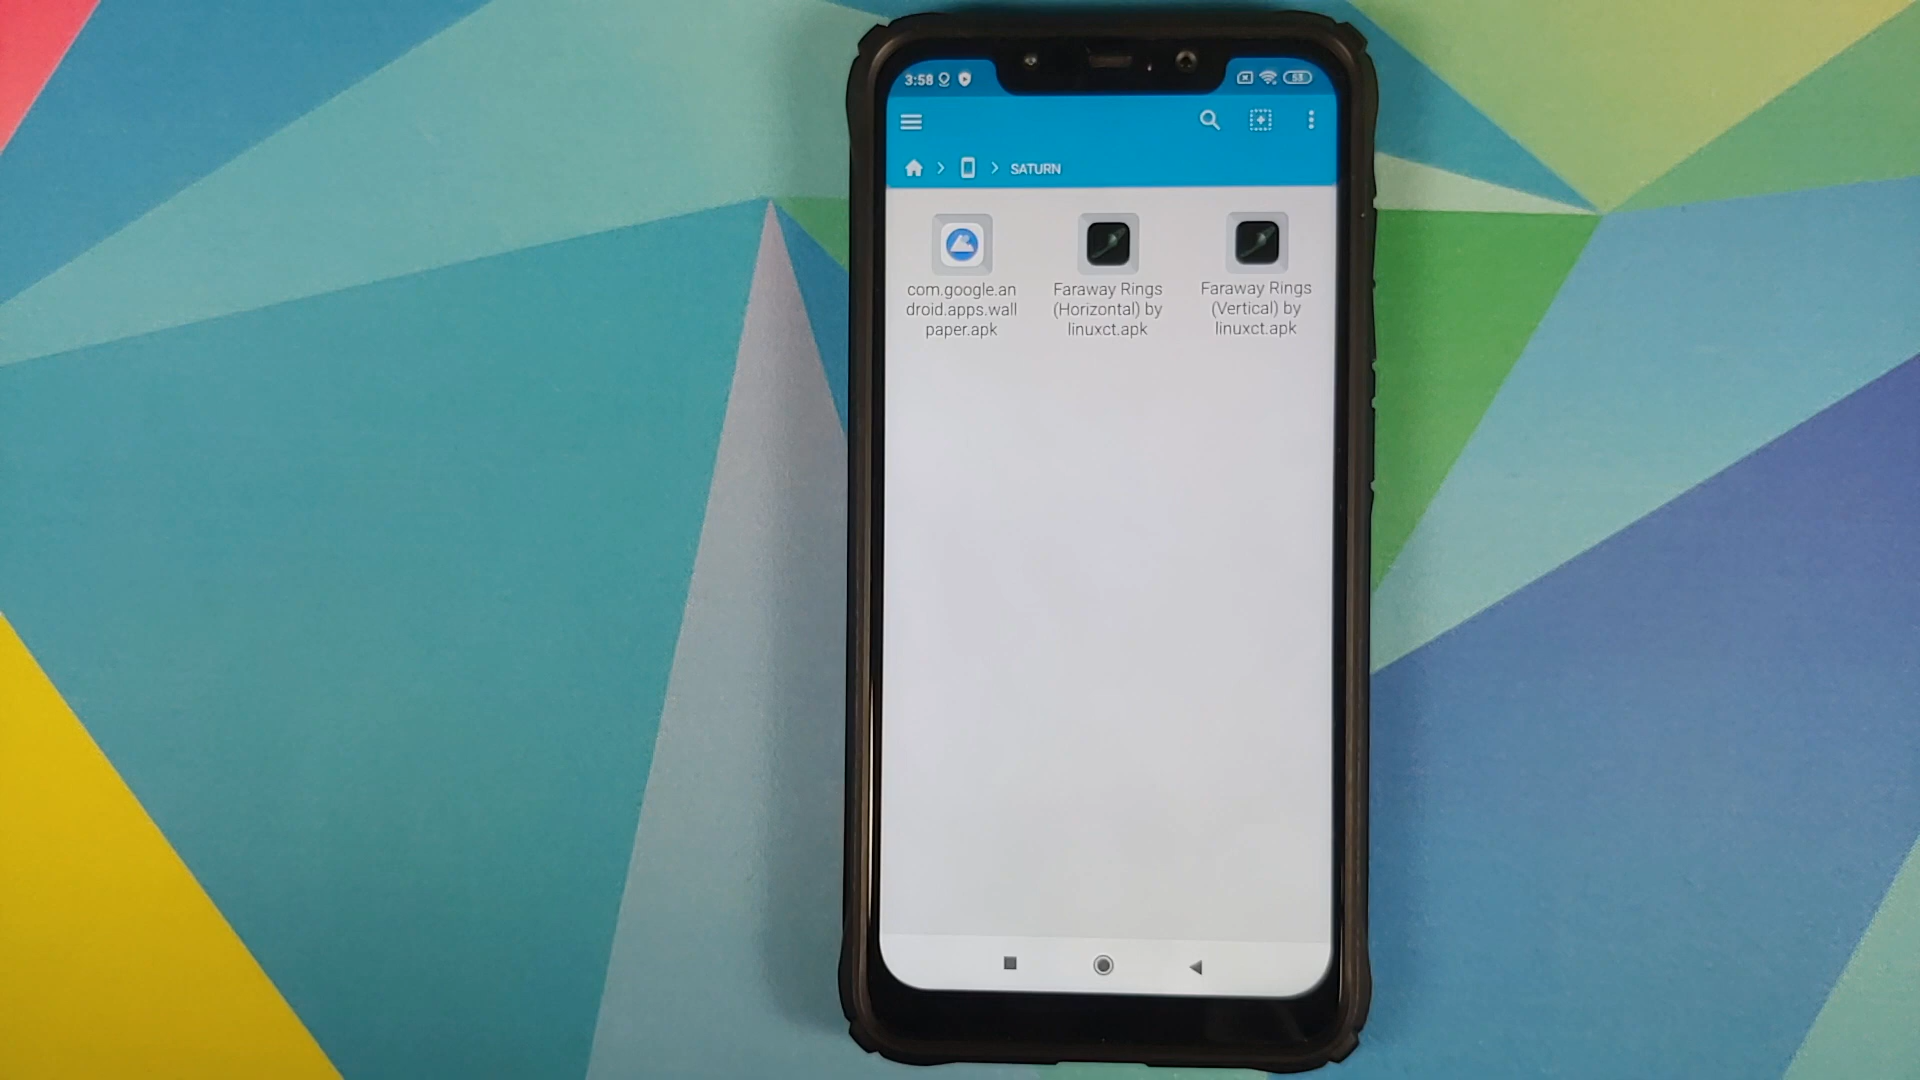 3:58
53
SATURN
com.google.an
droid.apps.wall
paper.apk
Faraway Rings
(Horizontal) by
linuxct.apk
Faraway Rings
(Vertical) by
linuxct.apk